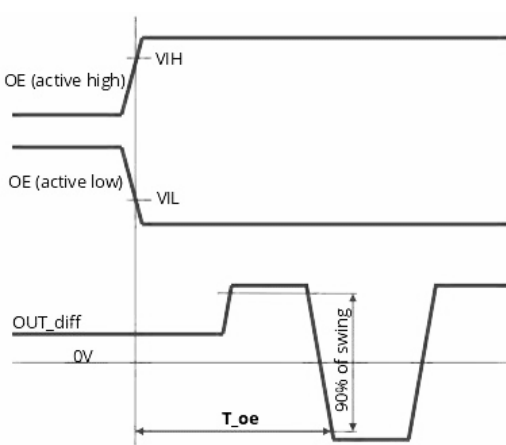 VIH
OE (active high)
OE (active low)
VIL
OUT_diff
0V
90% of swing
T_oe